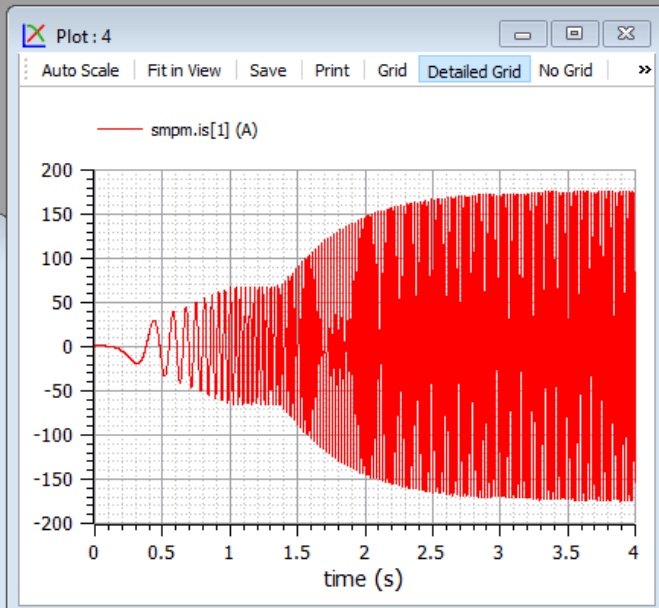 Plot : 4
Auto Scale Fit in View Save Print Grid Detailed Grid No Grid »
smpm.is[1] (A)
200
150
100
50
0
-50
-100
-150
-200
0 0.5 1 1.5 2 2.5 3 3.5 4
time (s)